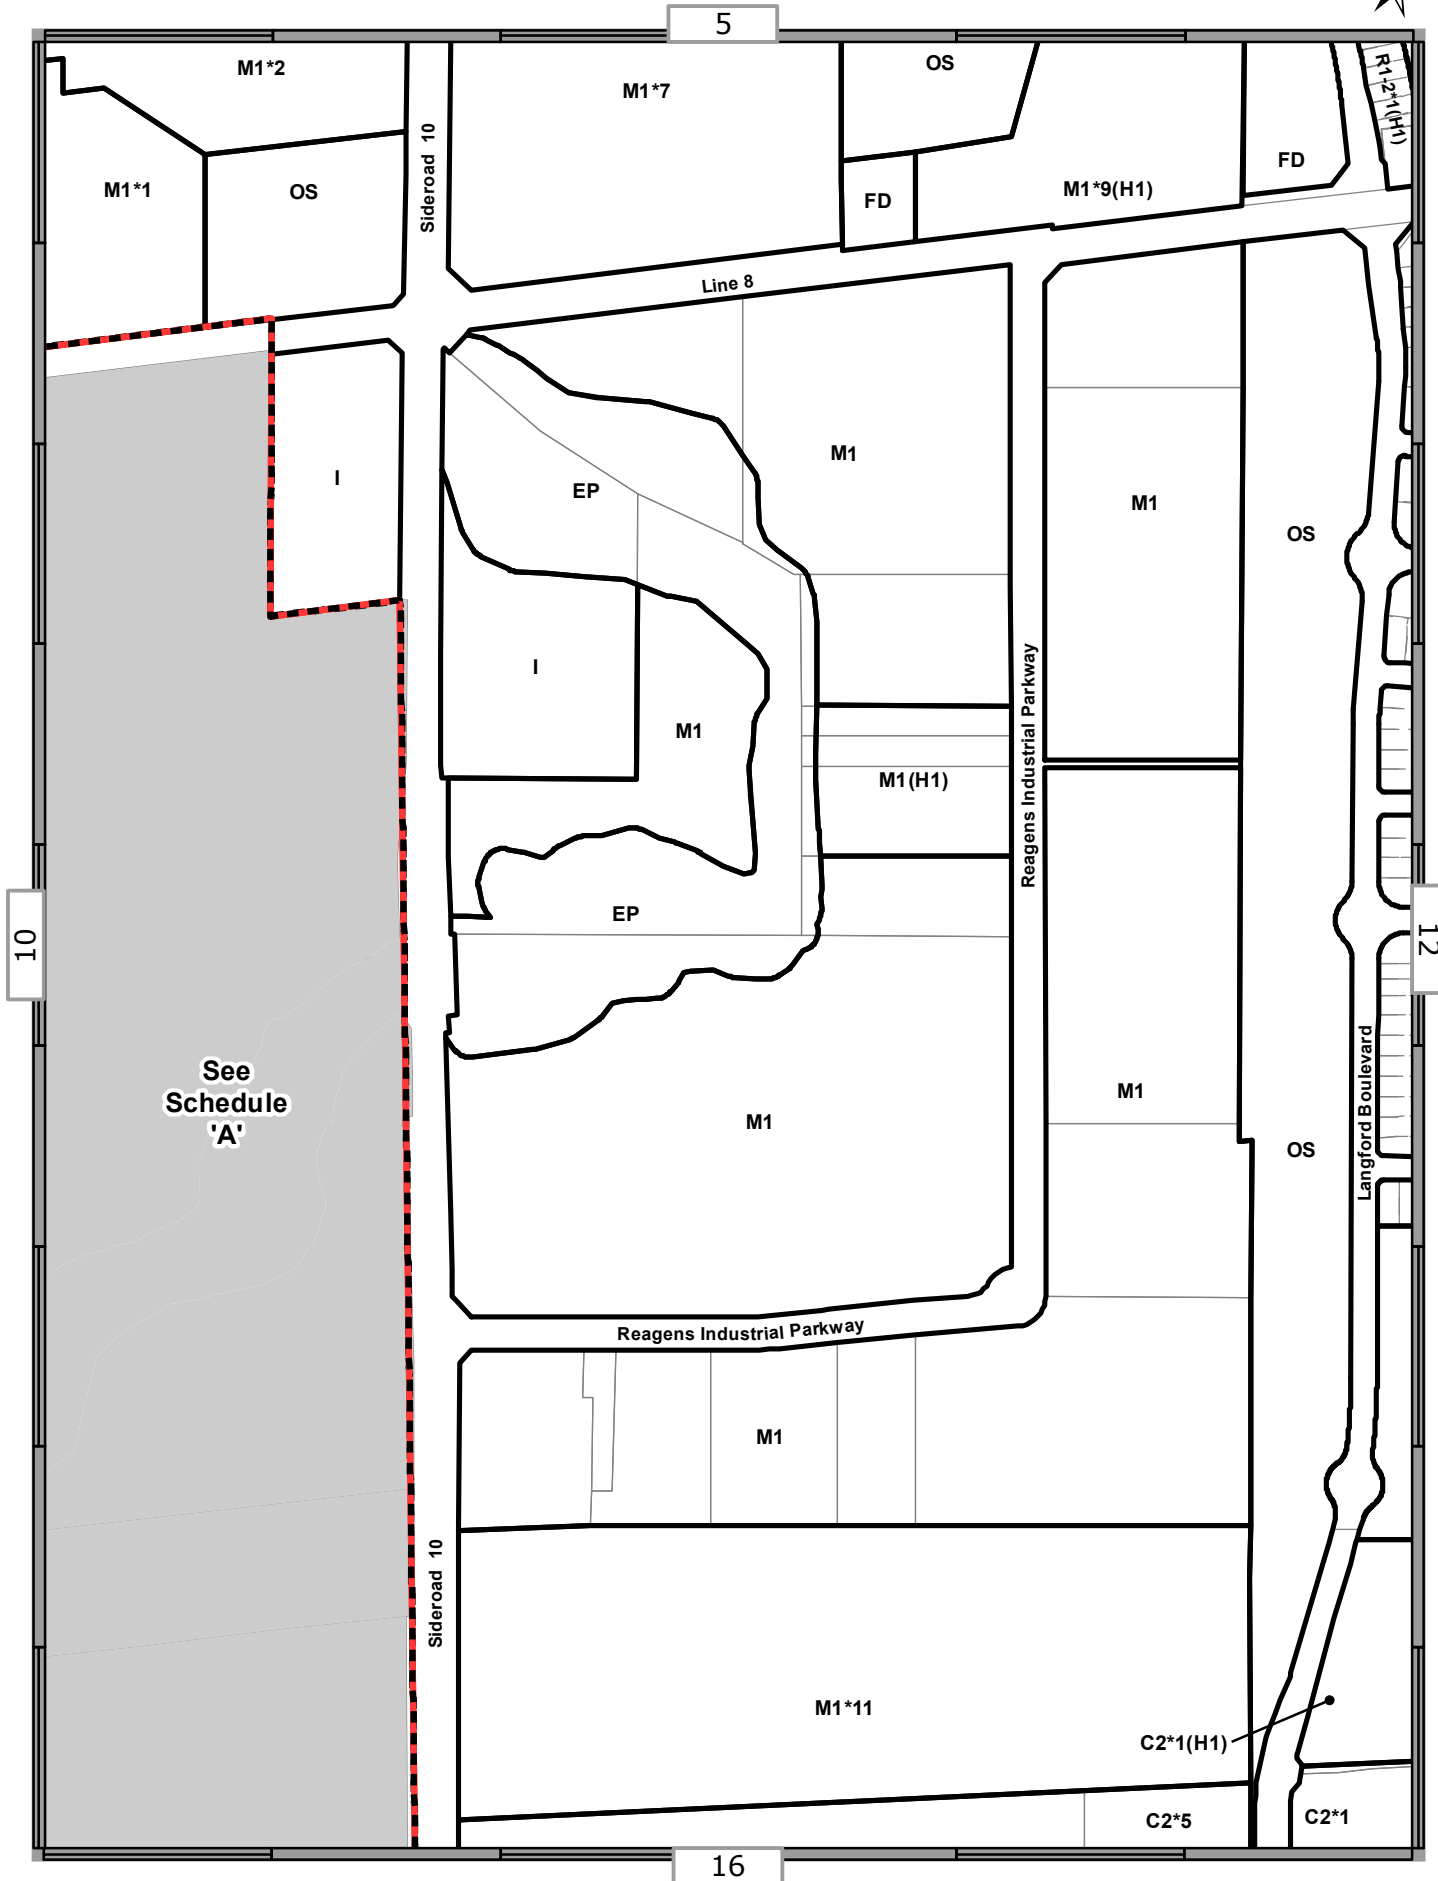 5
M1*2
M1*7
OS
R1-2*1(H1)
M1*1
OS
Sideroad 10
FD
M1*9(H1)
FD
Line 8
I
EP
M1
M1
OS
I
M1
M1(H1)
Reagens Industrial Parkway
EP
10
12
See
Schedule
'A'
M1
M1
OS
Langford Boulevard
Reagens Industrial Parkway
M1
Sideroad 10
M1*11
C2*1(H1)
C2*5
C2*1
16